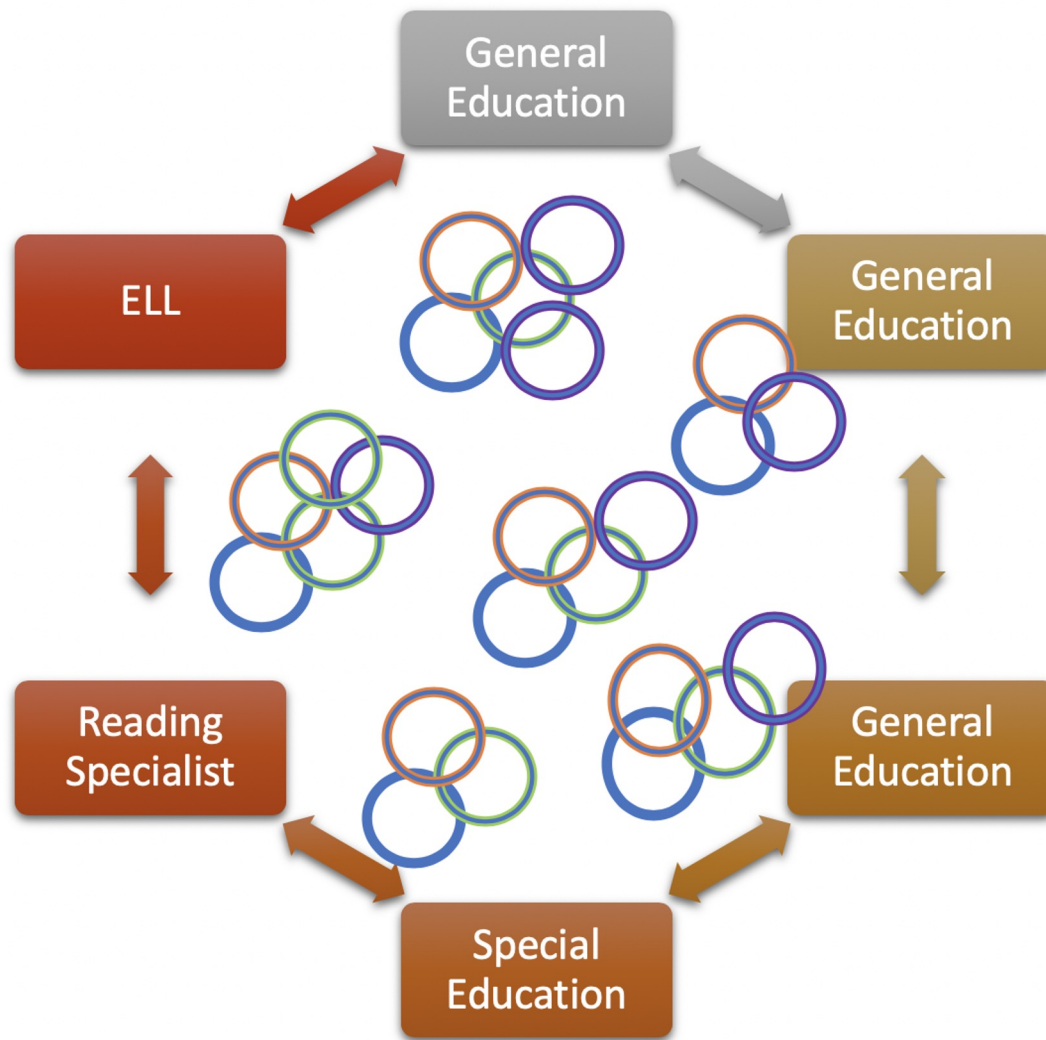 General
Education
ELL
General
Education
Reading
Specialist
General
Education
Special
Education